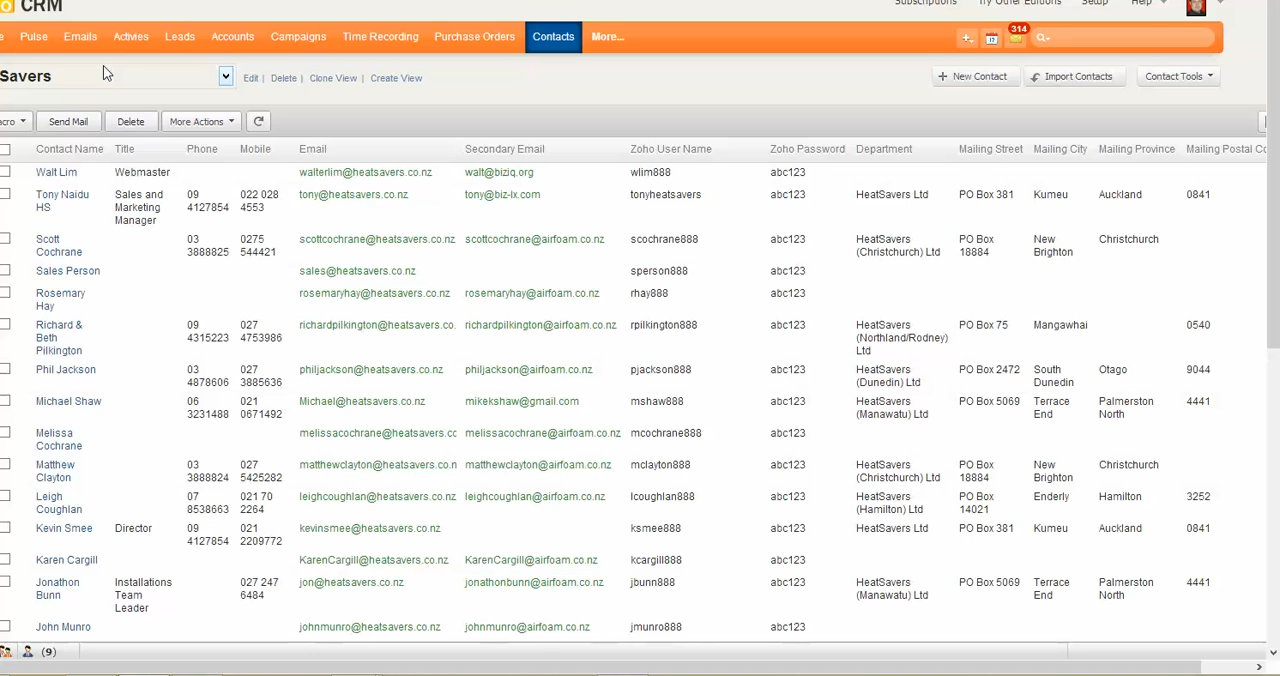 CRM
Subscriptions Try Other Editions Setup Help
e Pulse Emails Activies Leads Accounts Campaigns Time Recording Purchase Orders Contacts More... 314
Savers Edit | Delete | Clone View | Create View New Contact Import Contacts Contact Tools
acro Send Mail Delete More Actions
Contact Name Title Phone Mobile Email Secondary Email Zoho User Name Zoho Password Department Mailing Street Mailing City Mailing Province Mailing Postal Co
Walt Lim Webmaster walterlim@heatsavers.co.nz walt@biziq.org wlim888 abc123
Tony Naidu Sales and 09 022 028 tony@heatsavers.co.nz tony@biz-ix.com tonyheatsavers abc123 HeatSavers Ltd PO Box 381 Kumeu Auckland 0841
HS Marketing 4127854 4553
Manager
Scott 03 0275 scottcochrane@heatsavers.co.nz scottcochrane@airfoam.co.nz scochrane888 abc123 HeatSavers PO Box New Christchurch
Cochrane 3888825 544421 (Christchurch) Ltd 18884 Brighton
Sales Person sales@heatsavers.co.nz sperson888 abc123
Rosemary rosemaryhay@heatsavers.co.nz rosemaryhay@airfoam.co.nz rhay888 abc123
Hay
Richard & 09 027 richardpilkington@heatsavers.co. richardpilkington@airfoam.co.nz rpilkington888 abc123 HeatSavers PO Box 75 Mangawhai 0540
Beth 4315223 4753986 (Northland/Rodney)
Pilkington Ltd
Phil Jackson 03 027 philjackson@heatsavers.co.nz philjackson@airfoam.co.nz pjackson888 abc123 HeatSavers PO Box 2472 South Otago 9044
4878606 3885636 (Dunedin) Ltd Dunedin
Michael Shaw 06 021 Michael@heatsavers.co.nz mikekshaw@gmail.com mshaw888 abc123 HeatSavers PO Box 5069 Terrace Palmerston 4441
3231488 0671492 (Manawatu) Ltd End North
Melissa melissacochrane@heatsavers.cc melissacochrane@airfoam.co.nz mcochrane888 abc123
Cochrane
Matthew 03 027 matthewclayton@heatsavers.co.n matthewclayton@airfoam.co.nz mclayton888 abc123 HeatSavers PO Box New Christchurch
Clayton 3888824 5425282 (Christchurch) Ltd 18884 Brighton
Leigh 07 021 70 leighcoughlan@heatsavers.co.nz leighcoughlan@airfoam.co.nz lcoughlan888 abc123 HeatSavers PO Box Enderly Hamilton 3252
Coughlan 8538663 2264 (Hamilton) Ltd 14021
Kevin Smee Director 09 021 kevinsmee@heatsavers.co.nz ksmee888 abc123 HeatSavers Ltd PO Box 381 Kumeu Auckland 0841
4127854 2209772
Karen Cargill KarenCargill@heatsavers.co.nz KarenCargill@airfoam.co.nz kcargill888 abc123
Jonathon Installations 027 247 jon@heatsavers.co.nz jonathonbunn@airfoam.co.nz jbunn888 abc123 HeatSavers PO Box 5069 Terrace Palmerston 4441
Bunn Team 6484 (Manawatu) Ltd End North
Leader
John Munro johnmunro@heatsavers.co.nz johnmunro@airfoam.co.nz jmunro888 abc123
(9)